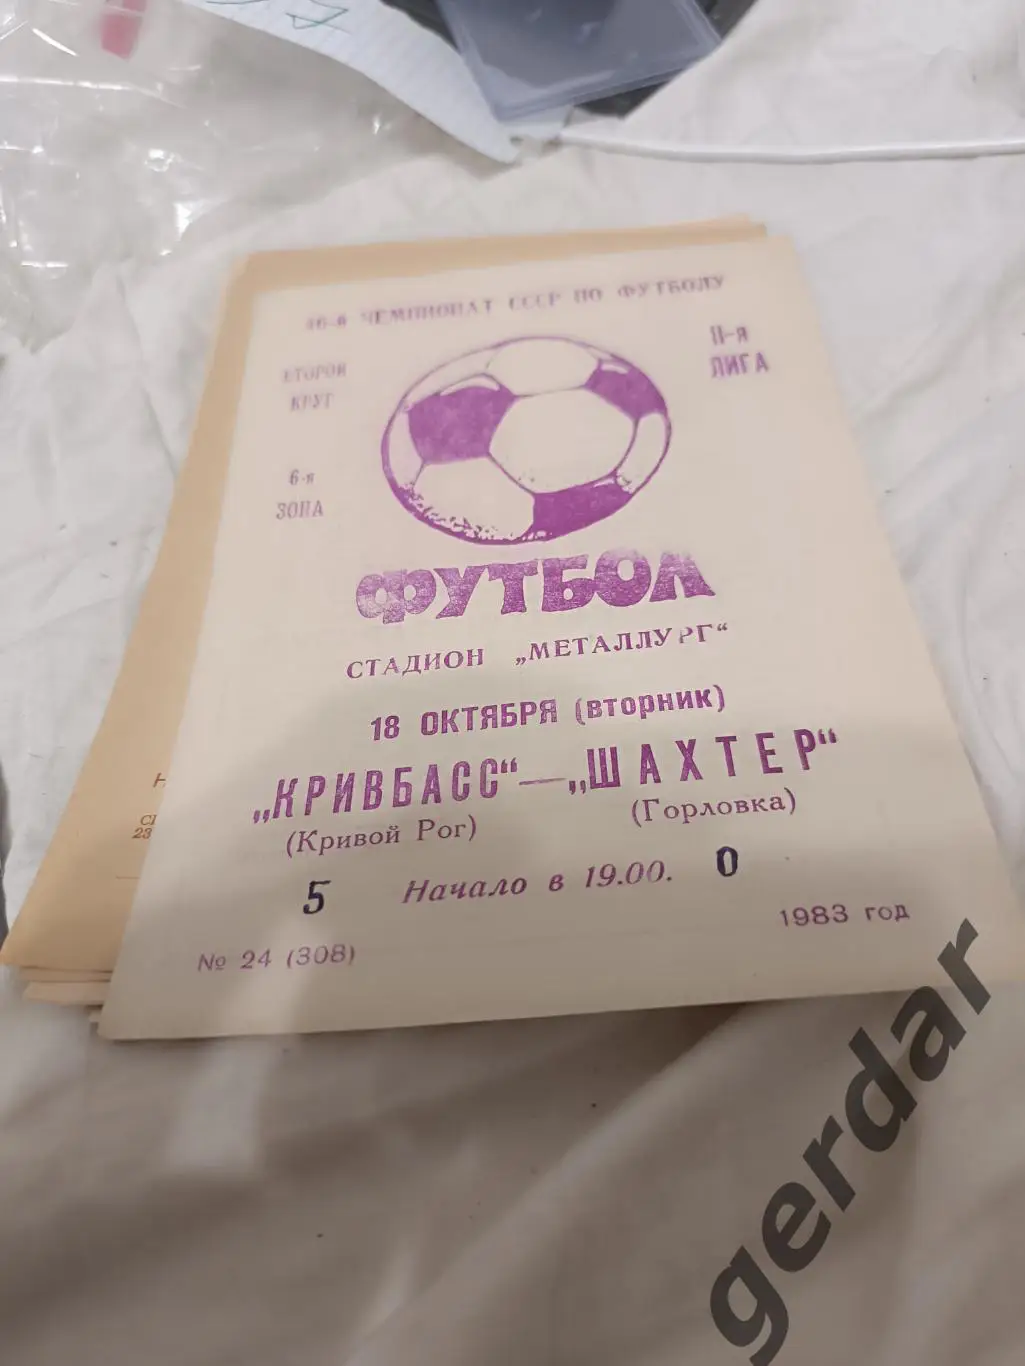 46-й ЧЕМПИОНАТ СССР ПО ФУТБОЛУ
ВТОРОЙ
КРУГ
II-я
ЛИГА
6-я
ЗОНА
ФУТБОЛ
СТАДИОН „МЕТАЛЛУРГ“
18 ОКТЯБРЯ (вторник)
„КРИВБАСС“—„ШАХТЕР“
(Кривой Рог) (Горловка)
5 Начало в 19.00. 0
№ 24 (308) 1983 год
gerdar